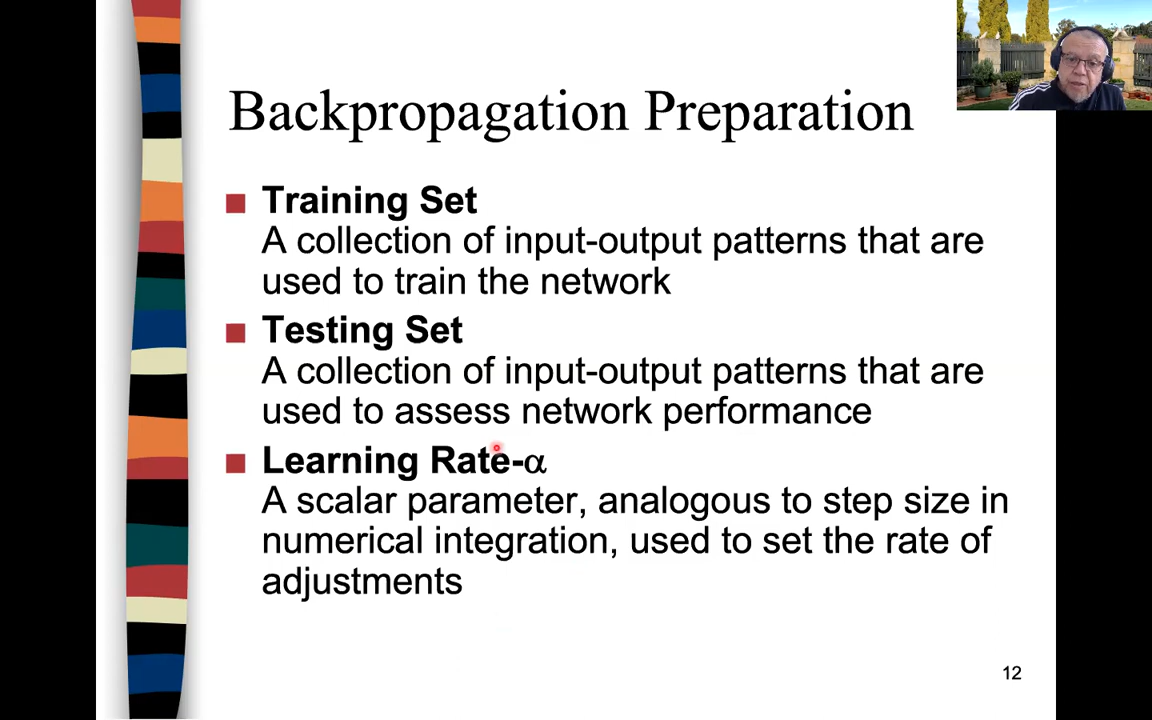 Backpropagation Preparation
Training Set
A collection of input-output patterns that are
used to train the network
Testing Set
A collection of input-output patterns that are
used to assess network performance
Learning Rate-α
A scalar parameter, analogous to step size in
numerical integration, used to set the rate of
adjustments
12